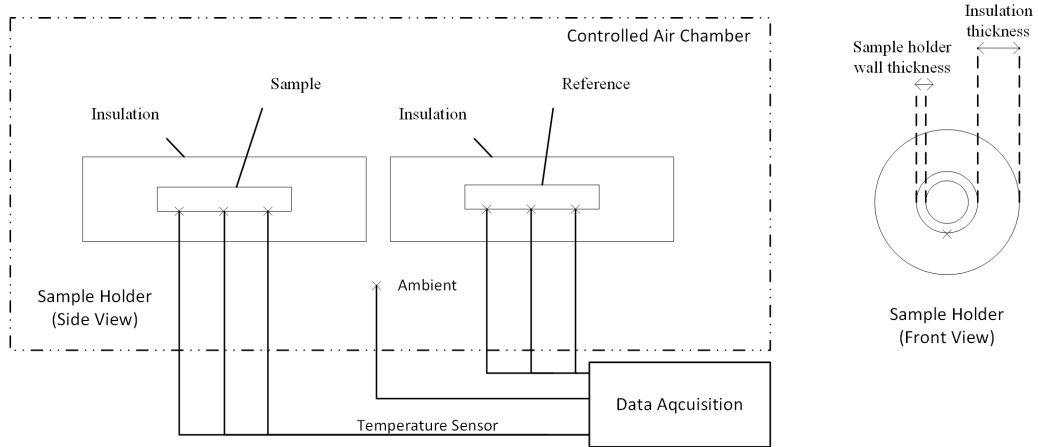 Controlled Air Chamber
Insulation
thickness
Sample holder
wall thickness
Sample
Reference
Insulation
Insulation
Ambient
Sample Holder
(Side View)
Sample Holder
(Front View)
Data Aqcuisition
Temperature Sensor